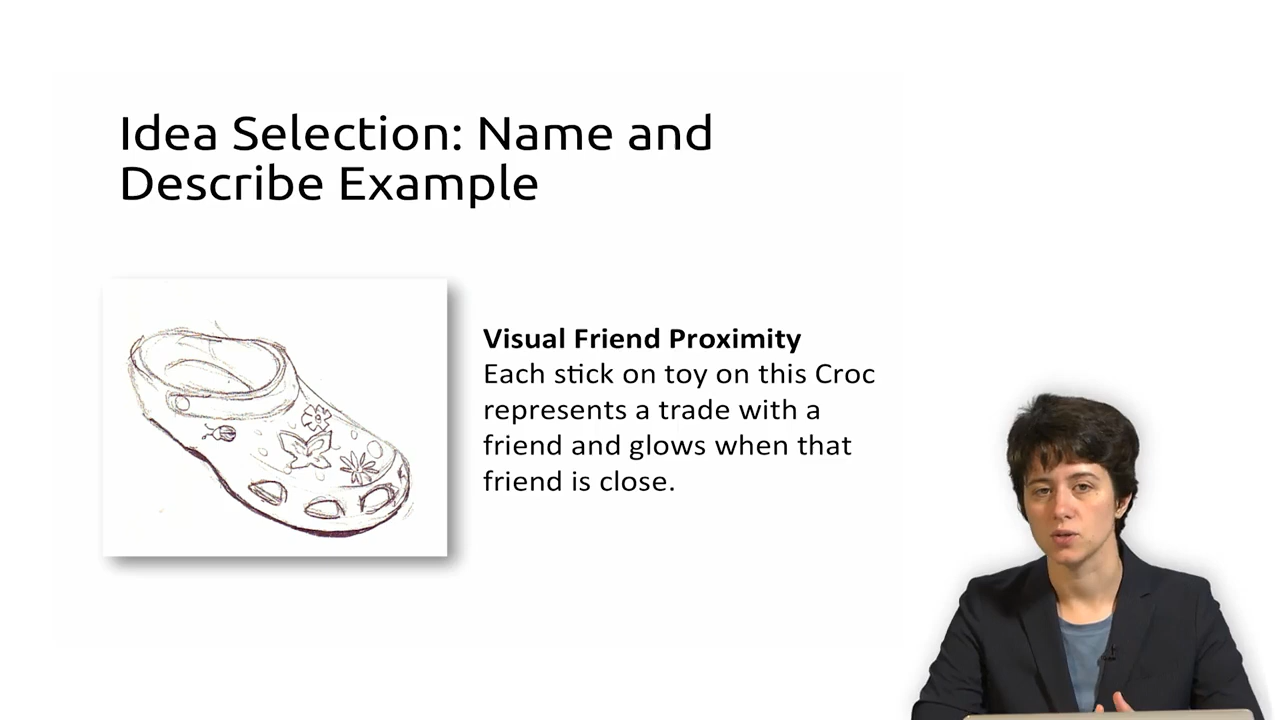 Idea Selection: Name and
Describe Example
Visual Friend Proximity
Each stick on toy on this Croc
represents a trade with a
friend and glows when that
friend is close.